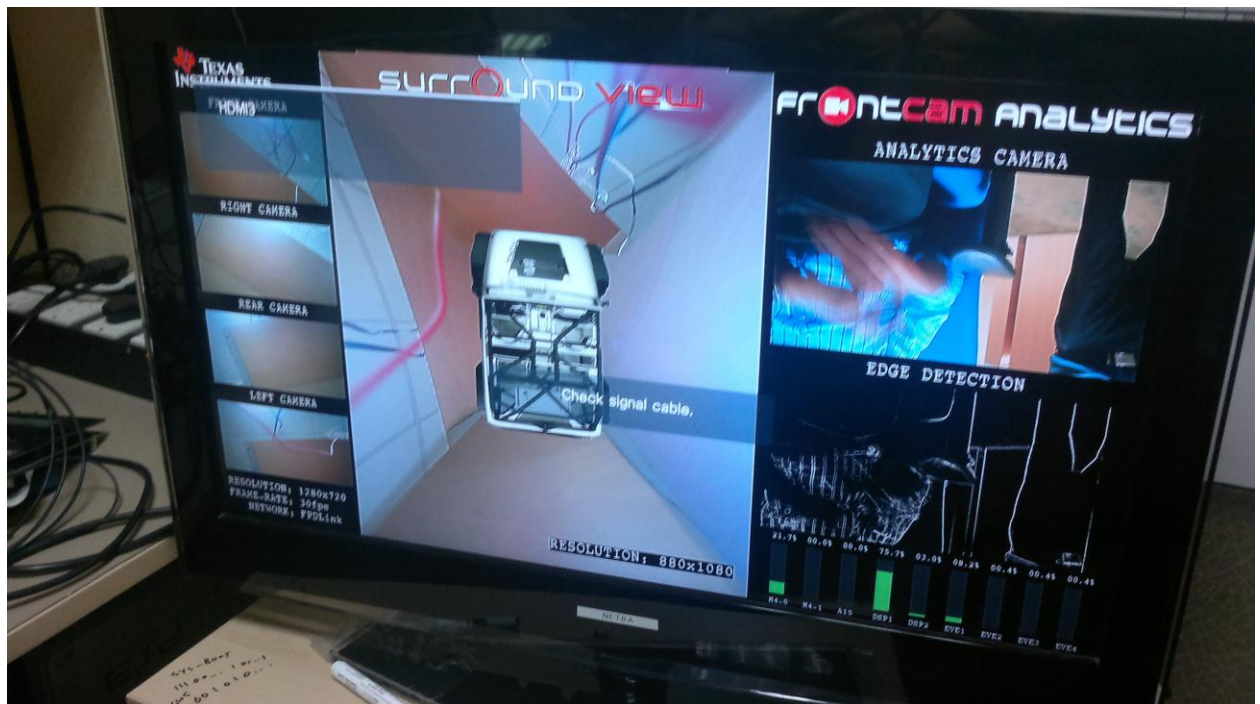 TEXAS
INSTRUMENTS
HDMI3
RIGHT CAMERA
REAR CAMERA
LEFT CAMERA
RESOLUTION: 1280x720
FRAME-RATE: 30fps
NETWORK: FPDLink
surround view
Check signal cable,
RESOLUTION: 880x1080
Frontcam analytics
ANALYTICS CAMERA
EDGE DETECTION
21.7% 00.0% 00.0% 75.7% 03.0% 08.2% 00.4% 00.4% 00.4%
M4-0 M4-1 A15 DSP1 DSP2 EVE1 EVE2 EVE3 EVE4
NETRA
SYS-BOOT